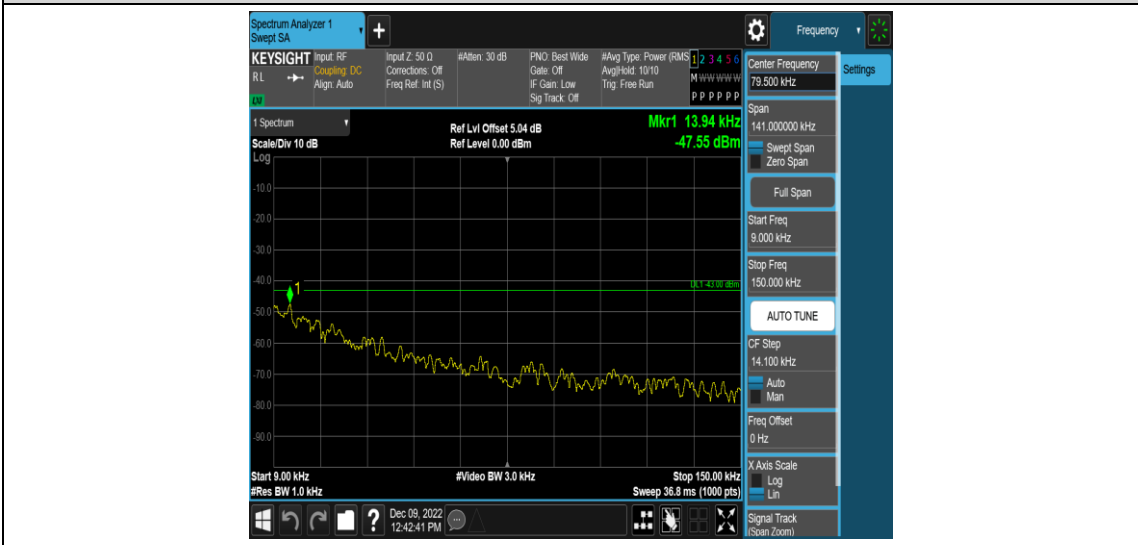 Spectrum Analyzer 1
Swept SA
Frequency
KEYSIGHT
RL
LXI
Input: RF
Coupling: DC
Align: Auto
Input Z: 50 Ω
Corrections: Off
Freq Ref: Int (S)
#Atten: 30 dB
PNO: Best Wide
Gate: Off
IF Gain: Low
Sig Track: Off
#Avg Type: Power (RMS
Avg|Hold: 10/10
Trig: Free Run
1 2 3 4 5 6
M W W W W W
P P P P P P
1 Spectrum
Scale/Div 10 dB
Ref Lvl Offset 5.04 dB
Ref Level 0.00 dBm
Mkr1 13.94 kHz
-47.55 dBm
Log
-10.0
-20.0
-30.0
-40.0
-50.0
-60.0
-70.0
-80.0
-90.0
1
DL1 -43.00 dBm
Start 9.00 kHz
#Res BW 1.0 kHz
#Video BW 3.0 kHz
Stop 150.00 kHz
Sweep 36.8 ms (1000 pts)
Dec 09, 2022
12:42:41 PM
Center Frequency
79.500 kHz
Settings
Span
141.000000 kHz
Swept Span
Zero Span
Full Span
Start Freq
9.000 kHz
Stop Freq
150.000 kHz
AUTO TUNE
CF Step
14.100 kHz
Auto
Man
Freq Offset
0 Hz
X Axis Scale
Log
Lin
Signal Track
(Span Zoom)